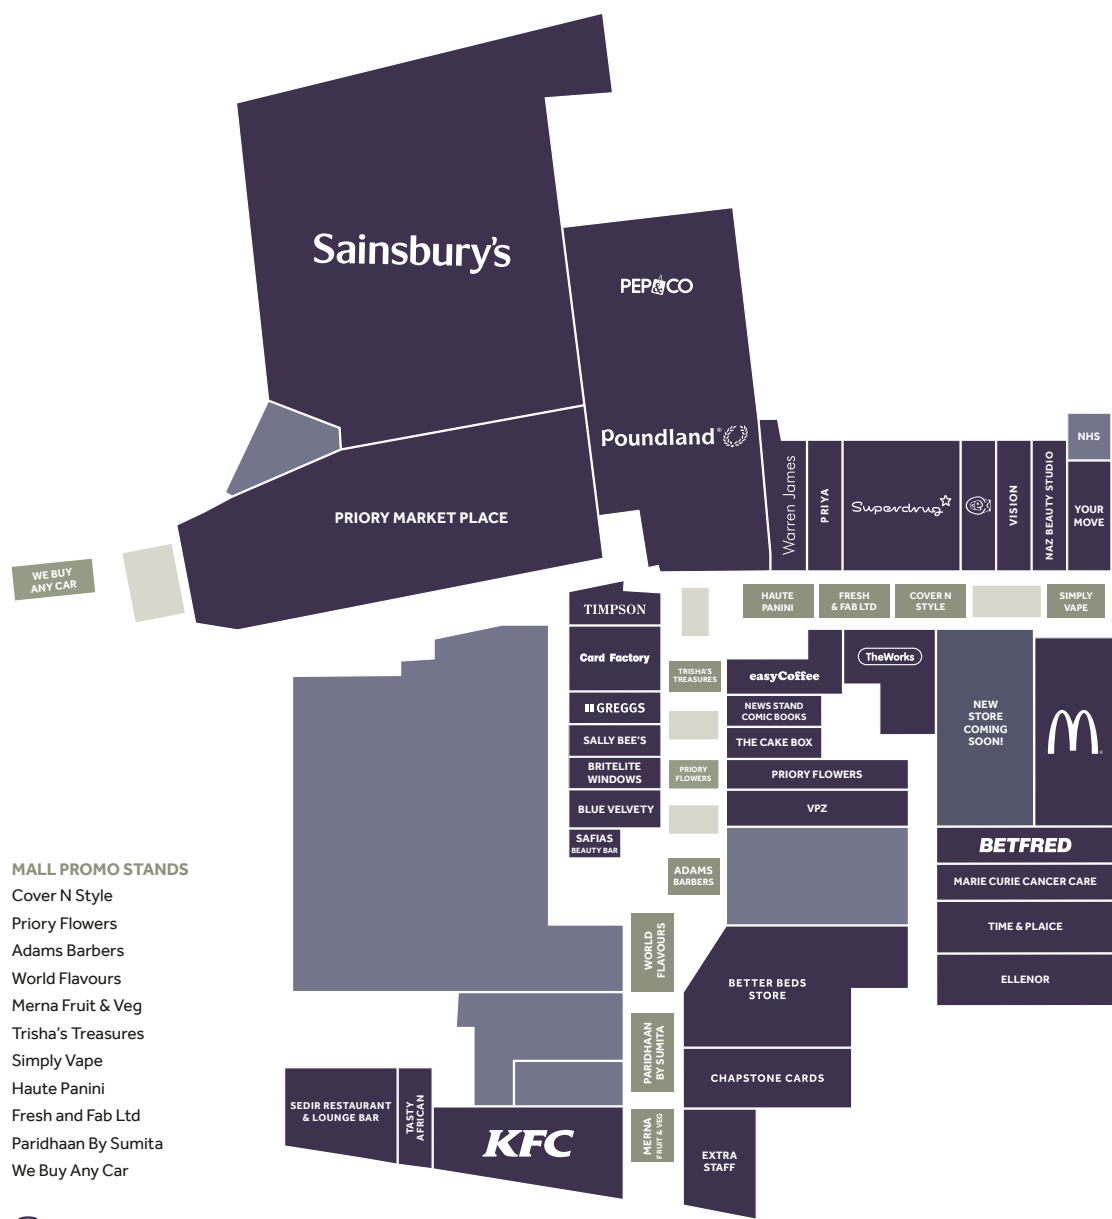 Sainsbury's
PEP&CO
Poundland
PRIORY MARKET PLACE
WE BUY
ANY CAR
Warren James
PRIYA
Superdrug
VISION
NAZ BEAUTY STUDIO
NHS
YOUR
MOVE
HAUTE
PANINI
FRESH
& FAB LTD
COVER N
STYLE
SIMPLY
VAPE
TIMPSON
Card Factory
GREGGS
SALLY BEE'S
BRITELITE
WINDOWS
BLUE VELVETY
SAFIAS
BEAUTY BAR
TRISHA'S
TREASURES
PRIORY
FLOWERS
ADAMS
BARBERS
WORLD
FLAVOURS
PARIDHAAN
BY SUMITA
MERNA
FRUIT & VEG
easyCoffee
TheWorks
NEWS STAND
COMIC BOOKS
THE CAKE BOX
PRIORY FLOWERS
VPZ
NEW
STORE
COMING
SOON!
BETFRED
MARIE CURIE CANCER CARE
TIME & PLAICE
ELLENOR
BETTER BEDS
STORE
CHAPSTONE CARDS
EXTRA
STAFF
SEDIR RESTAURANT
& LOUNGE BAR
TASTY
AFRICAN
KFC
MALL PROMO STANDS
Cover N Style
Priory Flowers
Adams Barbers
World Flavours
Merna Fruit & Veg
Trisha's Treasures
Simply Vape
Haute Panini
Fresh and Fab Ltd
Paridhaan By Sumita
We Buy Any Car